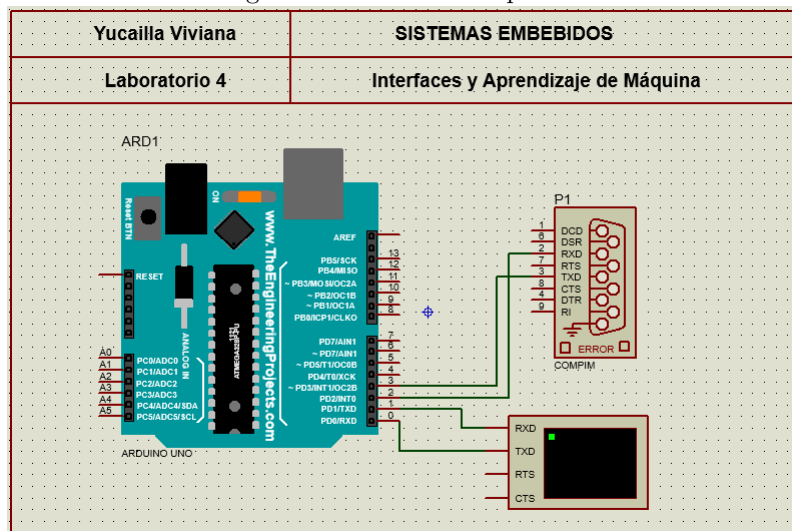 Yucailla Viviana
SISTEMAS EMBEBIDOS
Laboratorio 4
Interfaces y Aprendizaje de Máquina
ARD1
Reset BTN
ON
www.TheEngineeringProjects.com
RESET
ANALOG IN
ATMEGA328P-PU
1121
A0 PC0/ADC0
A1 PC1/ADC1
A2 PC2/ADC2
A3 PC3/ADC3
A4 PC4/ADC4/SDA
A5 PC5/ADC5/SCL
AREF
PB5/SCK 13
PB4/MISO 12
~ PB3/MOSI/OC2A 11
~ PB2/OC1B 10
~ PB1/OC1A 9
PB0/ICP1/CLKO 8
PD7/AIN1 7
~ PD7/AIN1 6
~ PD5/T1/OC0B 5
PD4/T0/XCK 4
~ PD3/INT1/OC2B 3
PD2/INT0 2
PD1/TXD 1
PD0/RXD 0
ARDUINO UNO
P1
1 DCD
6 DSR
2 RXD
7 RTS
3 TXD
8 CTS
4 DTR
9 RI
ERROR
COMPIM
RXD
TXD
RTS
CTS